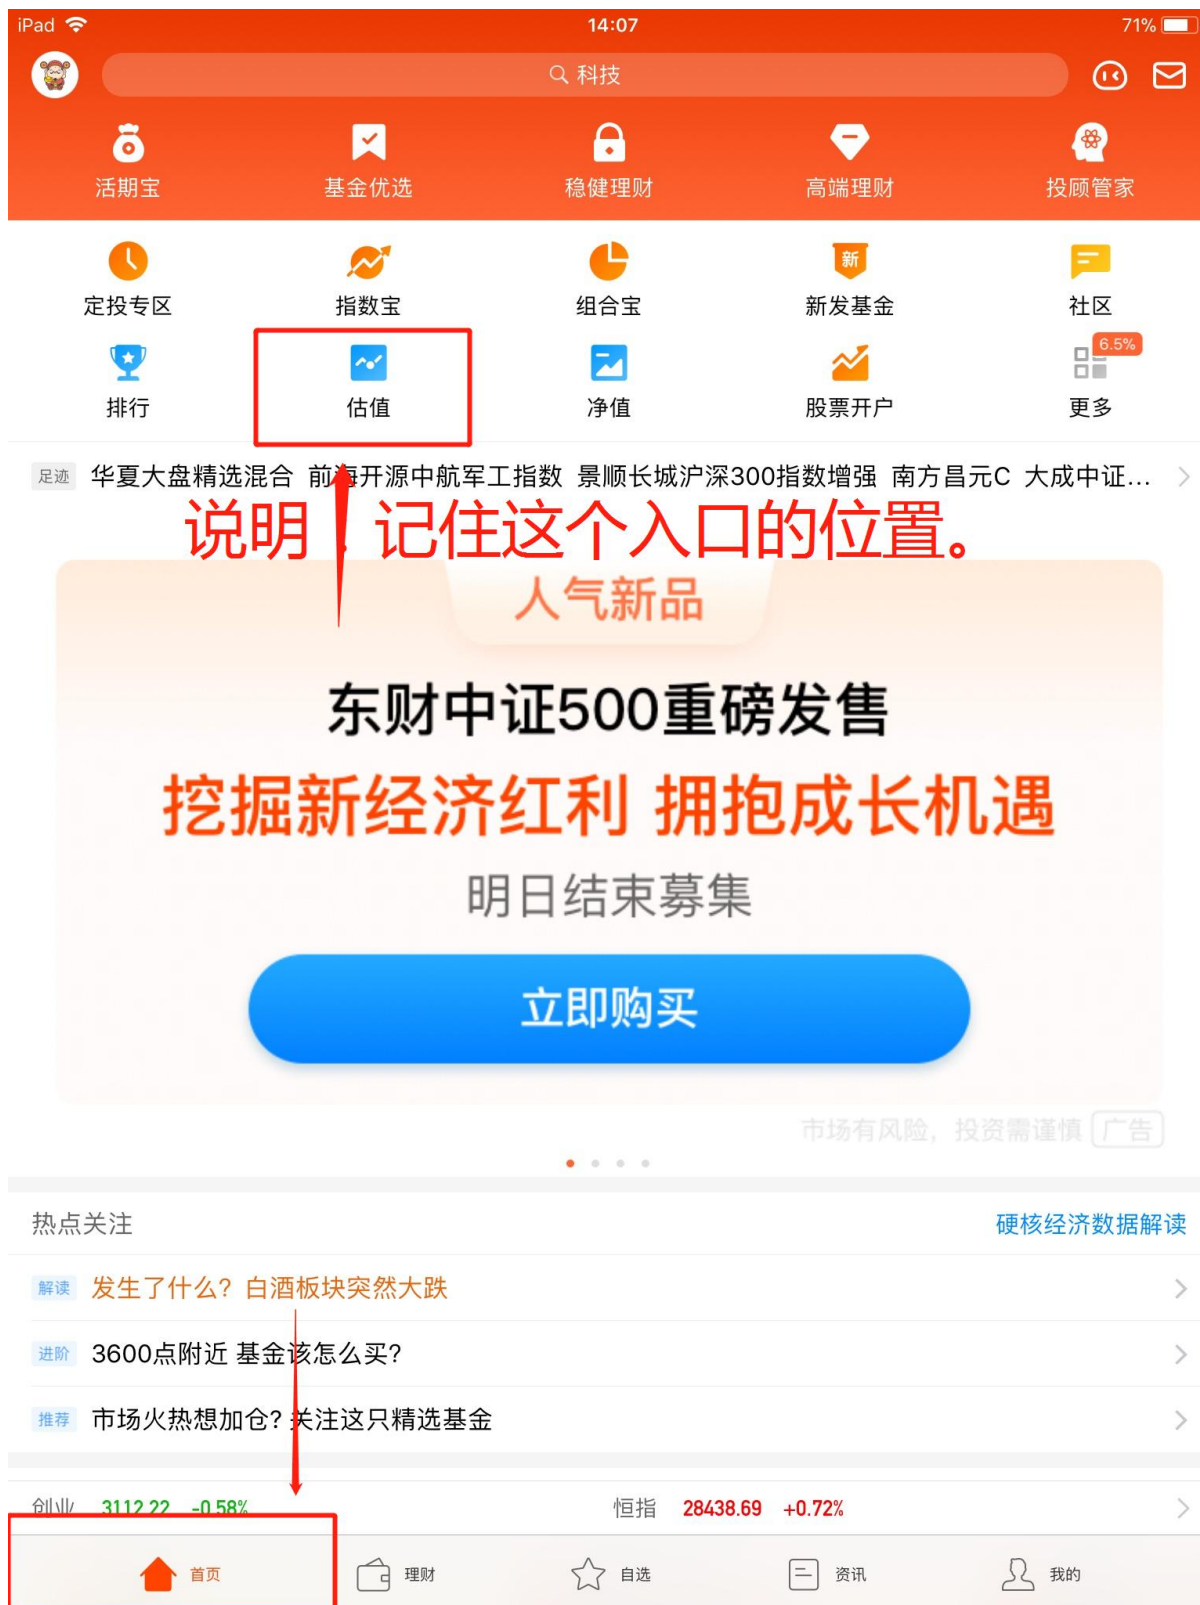 iPad 14:07 71%
科技
活期宝 基金优选 稳健理财 高端理财 投顾管家
新
定投专区 指数宝 组合宝 新发基金 社区
6.5%
排行 估值 净值 股票开户 更多
足迹 华夏大盘精选混合 前海开源中航军工指数 景顺长城沪深300指数增强 南方昌元C 大成中证...
说明：记住这个入口的位置。
人气新品
东财中证500重磅发售
挖掘新经济红利 拥抱成长机遇
明日结束募集
立即购买
市场有风险，投资需谨慎 广告
热点关注 硬核经济数据解读
解读 发生了什么？白酒板块突然大跌
进阶 3600点附近 基金该怎么买?
推荐 市场火热想加仓? 关注这只精选基金
创业 3112.22 -0.58% 恒指 28438.69 +0.72%
首页 理财 自选 资讯 我的